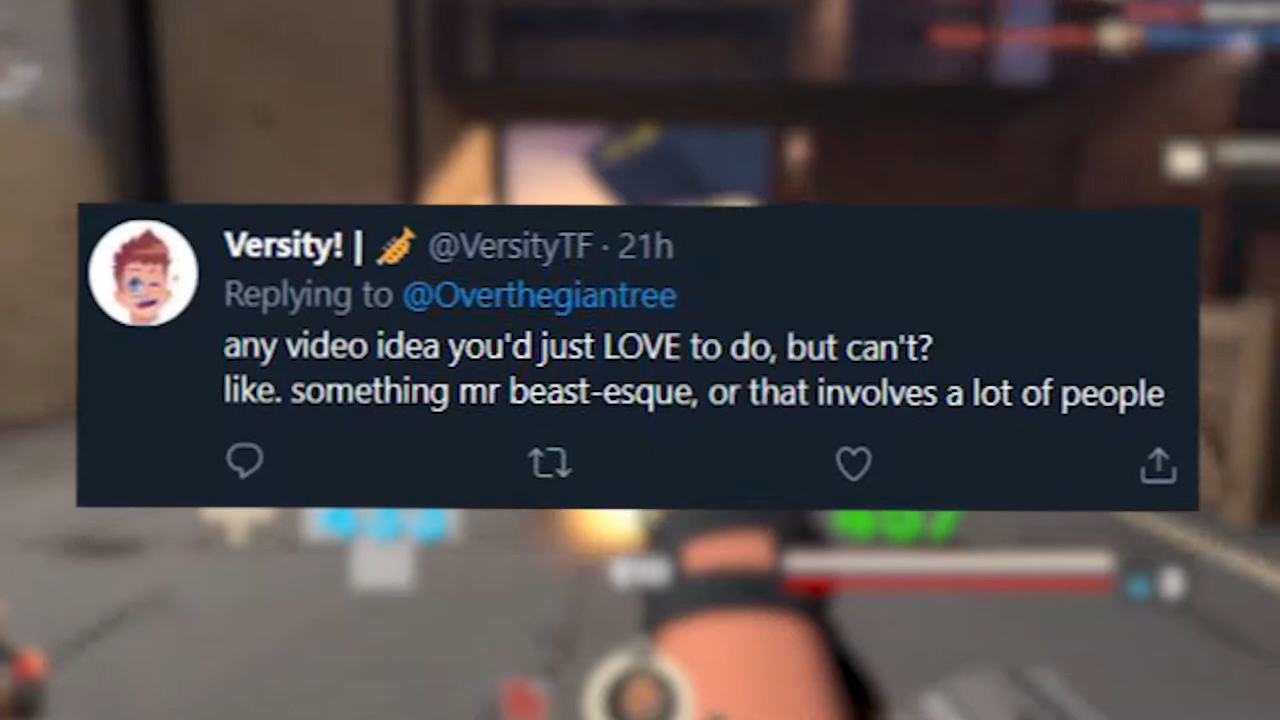 Versity! | 🎺 @VersityTF · 21h
Replying to @Overthegiantree
any video idea you'd just LOVE to do, but can't?
like. something mr beast-esque, or that involves a lot of people